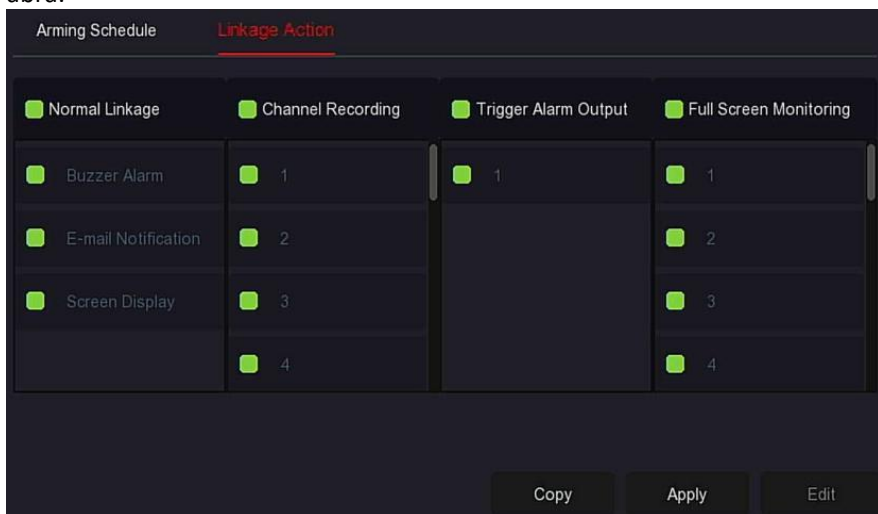 Arming Schedule Linkage Action
Normal Linkage Channel Recording Trigger Alarm Output Full Screen Monitoring
Buzzer Alarm 1 1 1
E-mail Notification 2 2
Screen Display 3 3
4 4
Copy Apply Edit